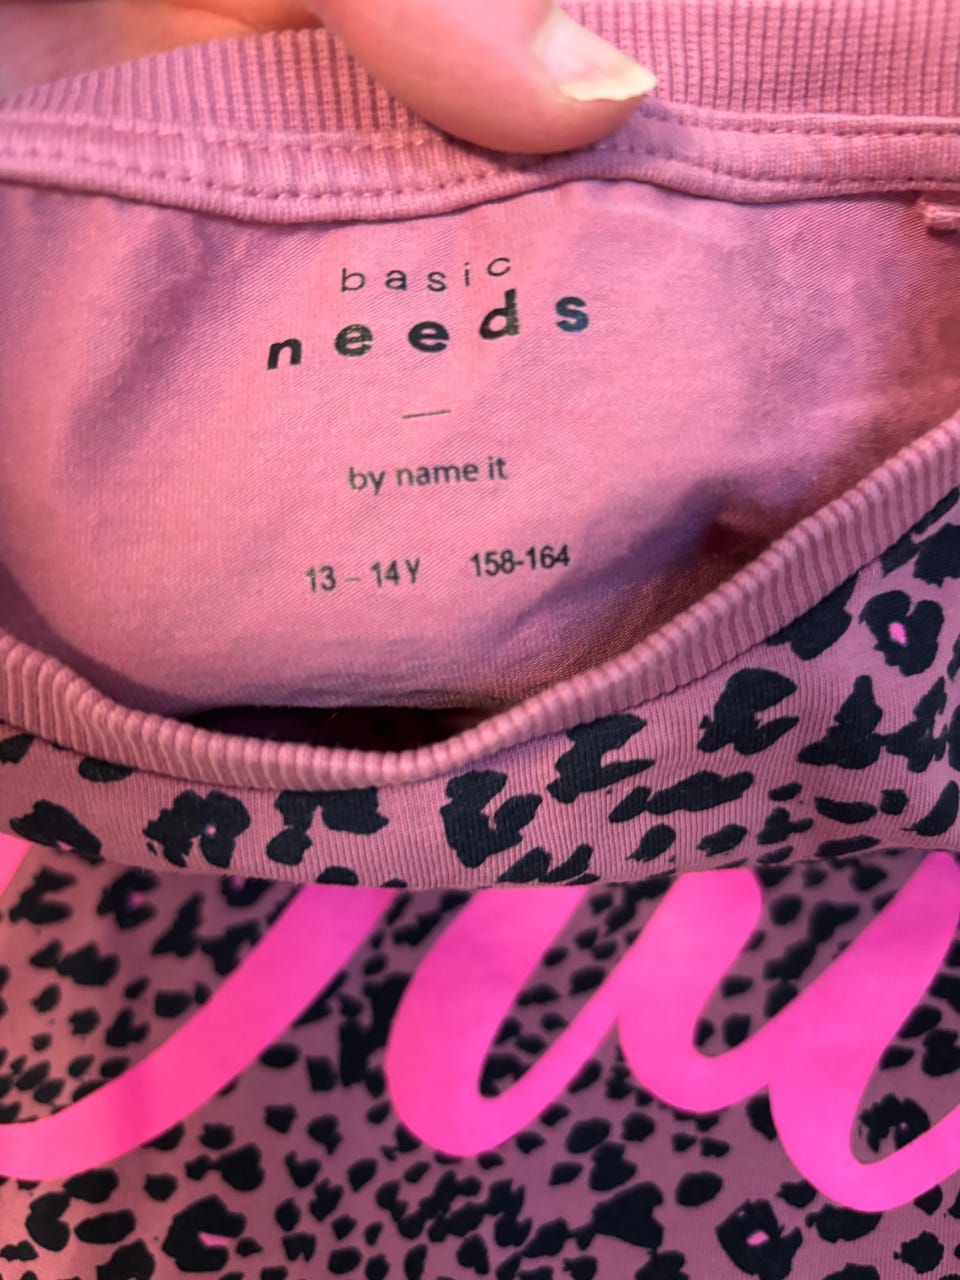 basic
needs
by name it
13 – 14 Y 158-164